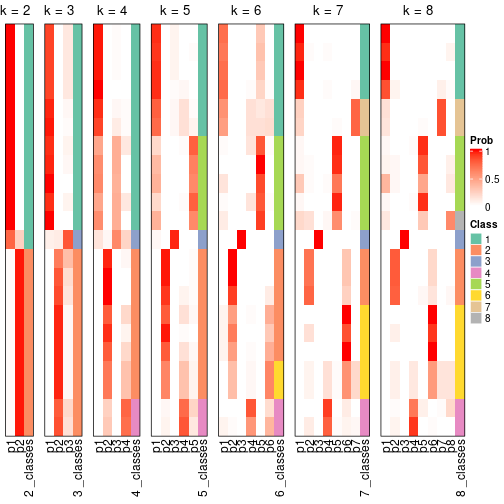 k = 2
k = 3
k = 4
k = 5
k = 6
k = 7
k = 8
Prob
1
0.5
0
Class
1
2
3
4
5
6
7
8
p1
p2
2_classes
p1
p2
p3
3_classes
p1
p2
p3
p4
4_classes
p1
p2
p3
p4
p5
5_classes
p1
p2
p3
p4
p5
p6
6_classes
p1
p2
p3
p4
p5
p6
p7
7_classes
p1
p2
p3
p4
p5
p6
p7
p8
8_classes